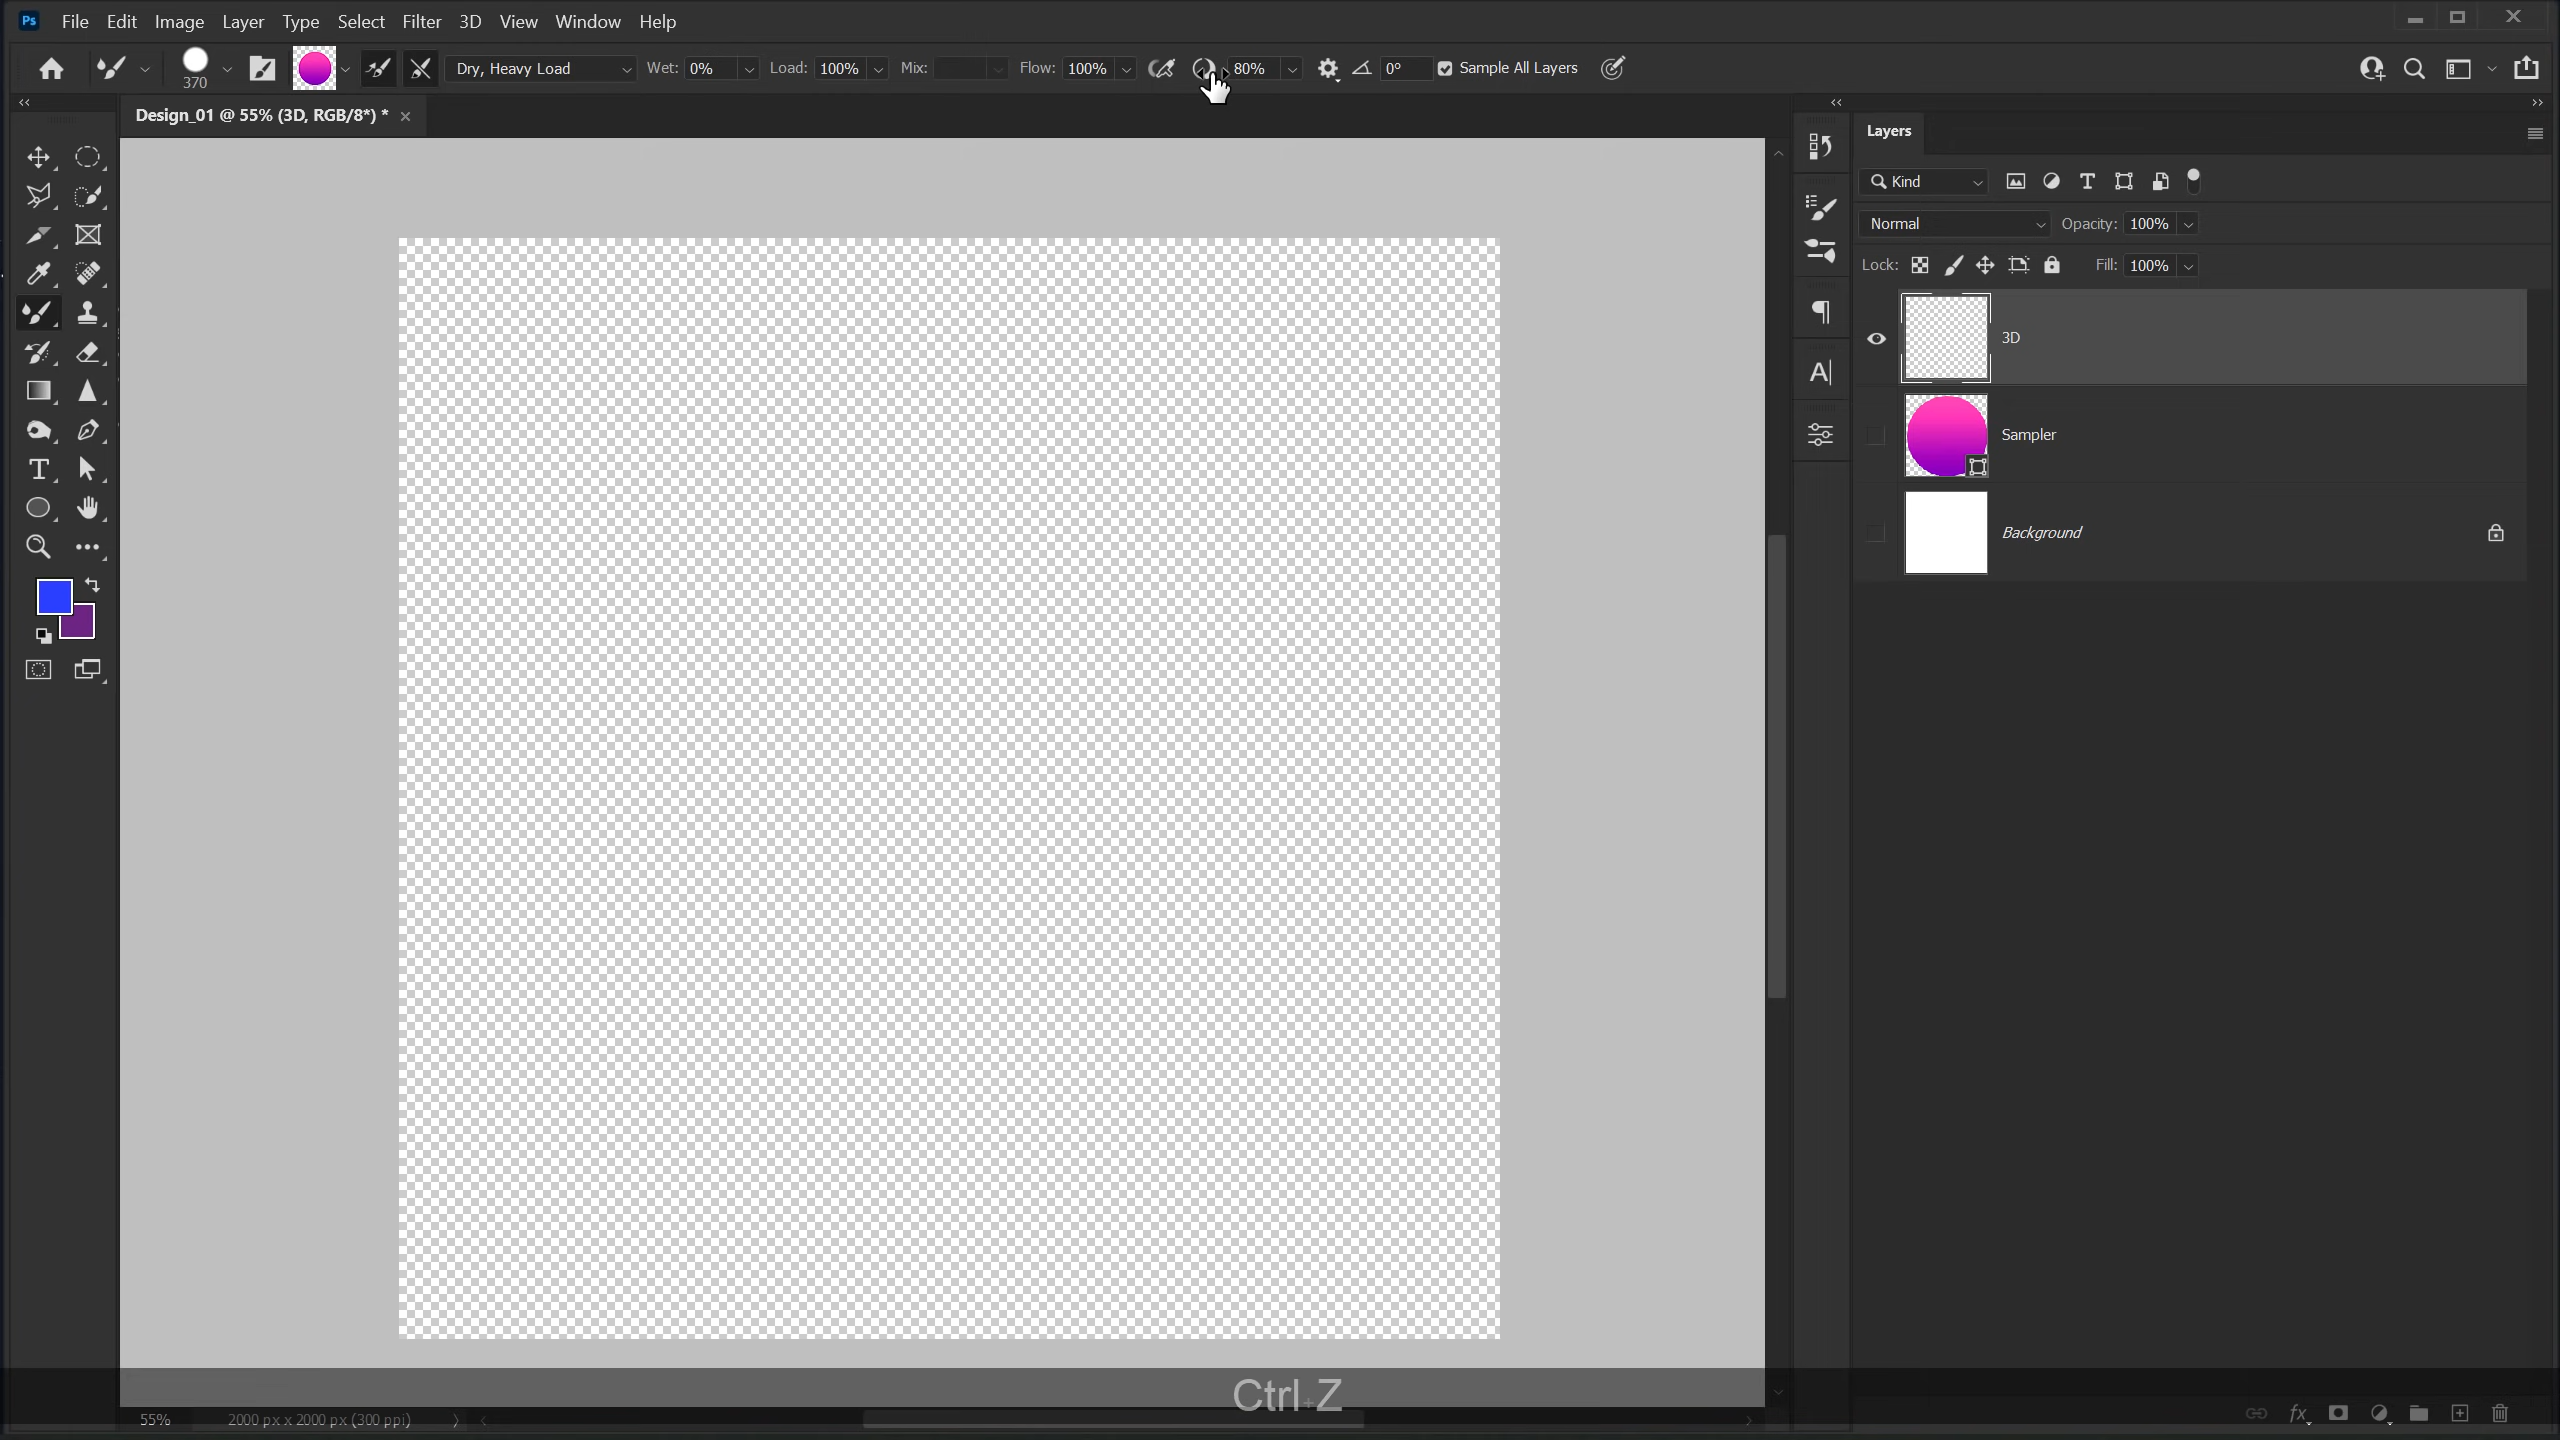 Ps File Edit Image Layer Type Select Filter 3D View Window Help
370 Dry, Heavy Load Wet: 0% Load: 100% Mix: Flow: 100% 80% 0° Sample All Layers
Design_01 @ 55% (3D, RGB/8*) * ×
Layers
Kind
Normal Opacity: 100%
Lock: Fill: 100%
3D
Sampler
Background
Ctrl+Z
55% 2000 px x 2000 px (300 ppi)
fx